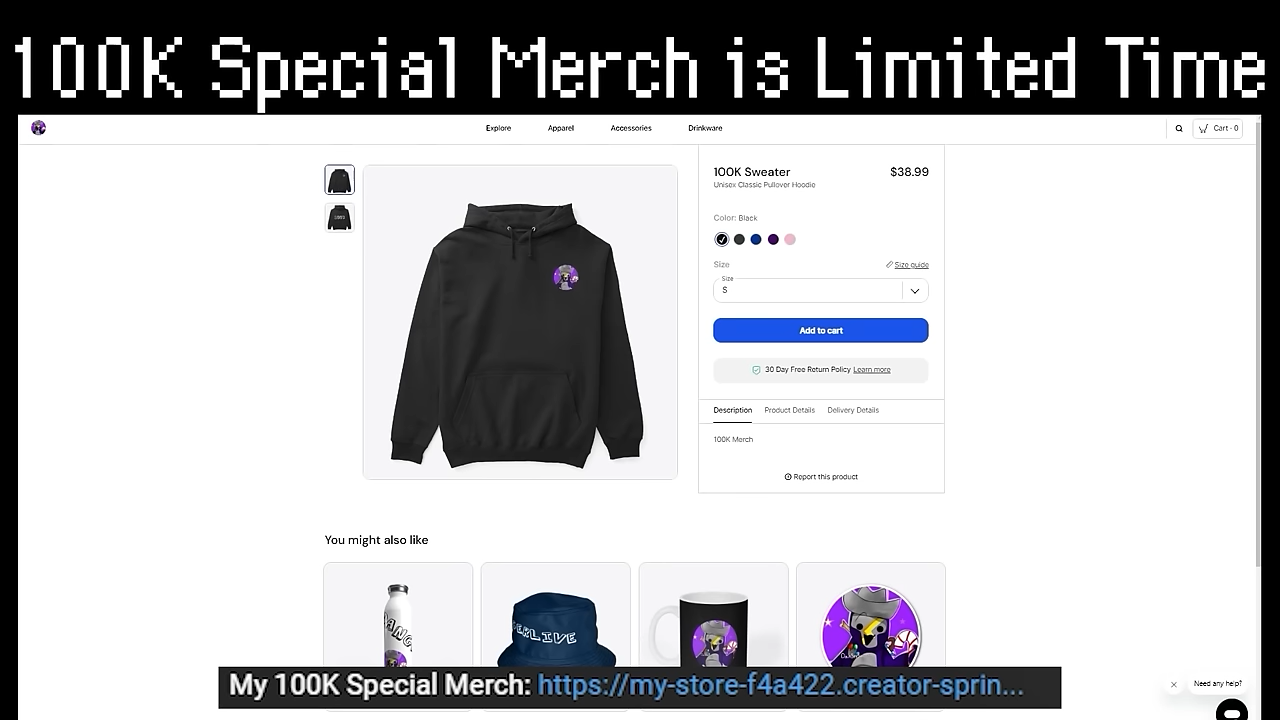 100K Special Merch is Limited Time
Explore Apparel Accessories Drinkware
Cart · 0
100K Sweater $38.99
Unisex Classic Pullover Hoodie
Color: Black
Size Size guide
Size
S
Add to cart
30 Day Free Return Policy Learn more
Description Product Details Delivery Details
100K Merch
Report this product
You might also like
ERLIVE
My 100K Special Merch: https://my-store-f4a422.creator-sprin...
Need any help?